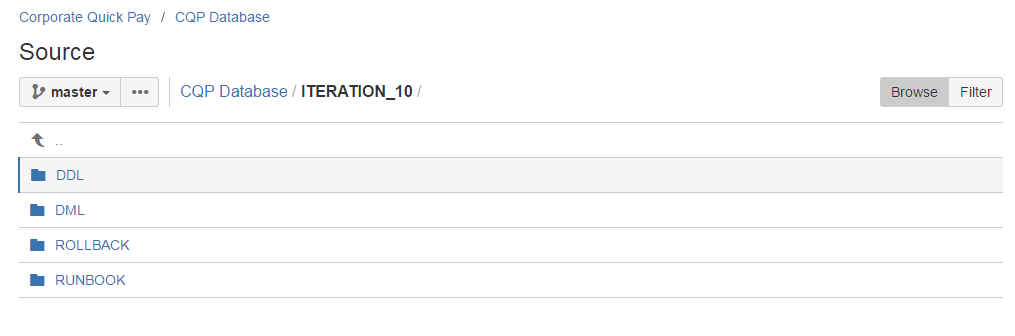 Corporate Quick Pay / CQP Database
Source
master ••• CQP Database / ITERATION_10 / Browse Filter
..
DDL
DML
ROLLBACK
RUNBOOK